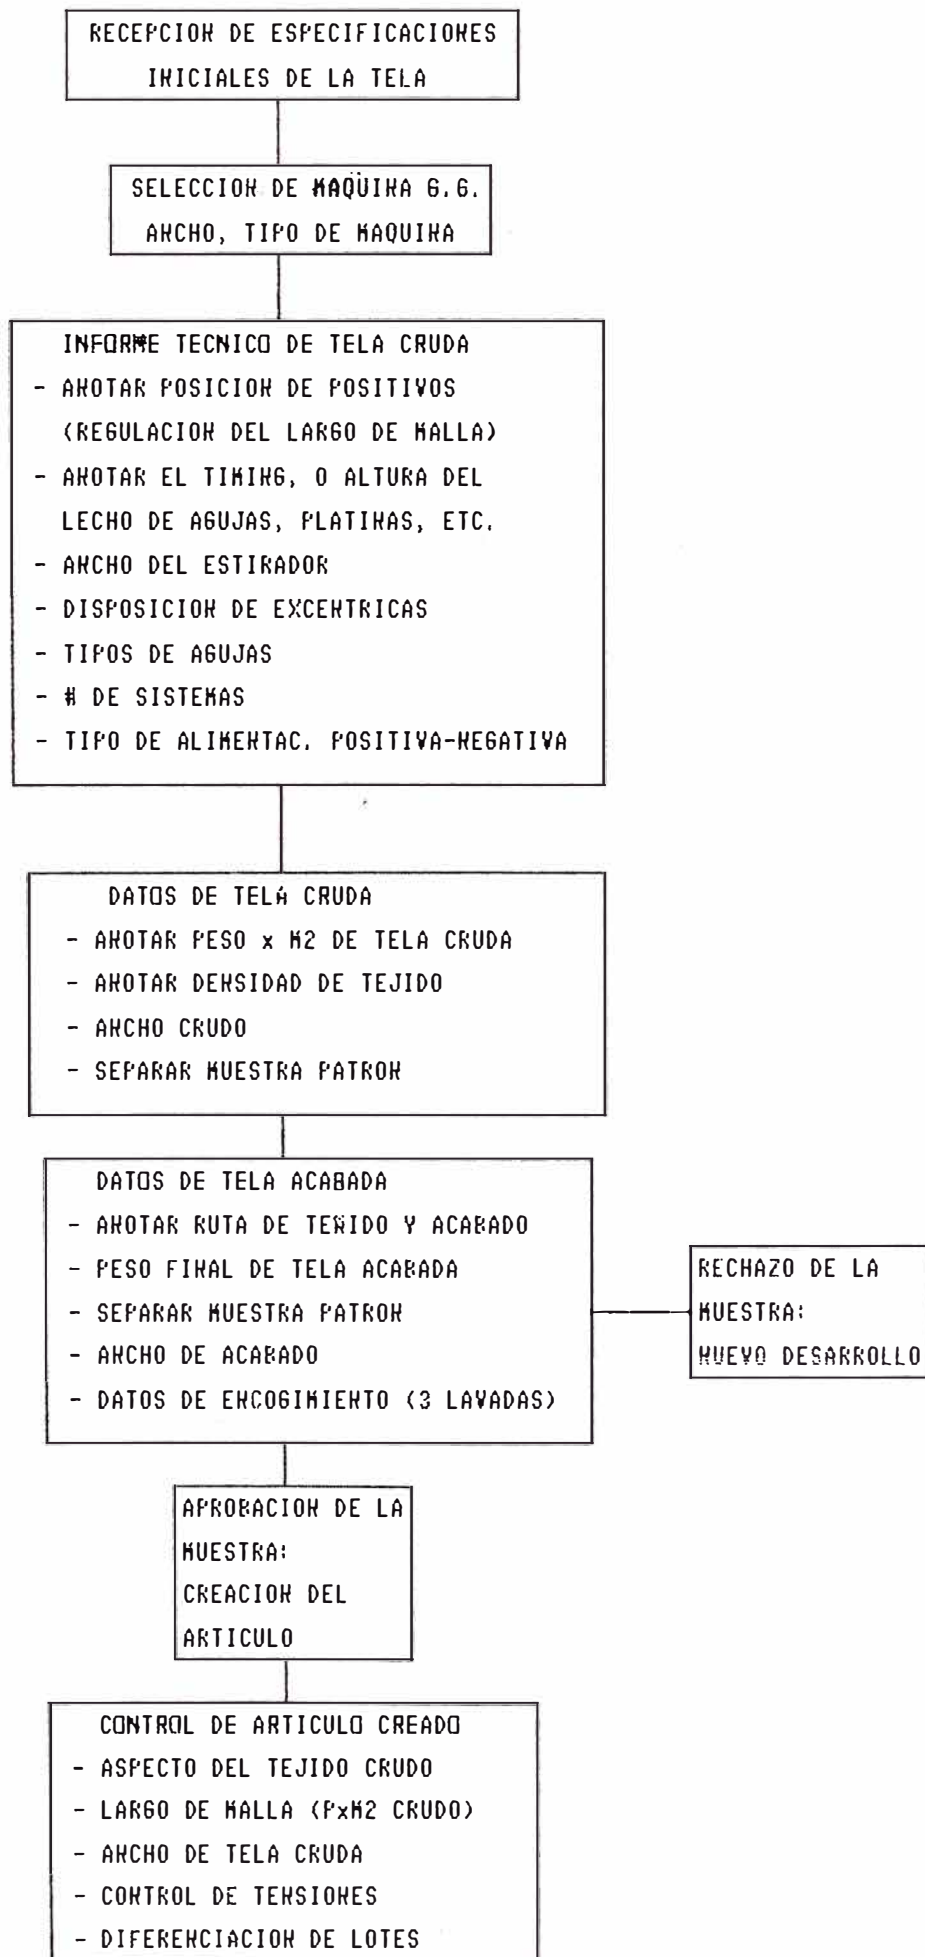 RECEPCION DE ESPECIFICACIONES
INICIALES DE LA TELA
SELECCION DE MAQUINA G.G.
ANCHO, TIPO DE MAQUINA
INFORME TECNICO DE TELA CRUDA
- ANOTAR POSICION DE POSITIVOS
(REGULACION DEL LARGO DE MALLA)
- ANOTAR EL TIMING, O ALTURA DEL
LECHO DE AGUJAS, PLATINAS, ETC.
- ANCHO DEL ESTIRADOR
- DISPOSICION DE EXCENTRICAS
- TIPOS DE AGUJAS
- # DE SISTEMAS
- TIPO DE ALIMENTAC. POSITIVA-NEGATIVA
DATOS DE TELA CRUDA
- ANOTAR PESO x M2 DE TELA CRUDA
- ANOTAR DENSIDAD DE TEJIDO
- ANCHO CRUDO
- SEPARAR MUESTRA PATRON
DATOS DE TELA ACABADA
- ANOTAR RUTA DE TEÑIDO Y ACABADO
- PESO FINAL DE TELA ACABADA
- SEPARAR MUESTRA PATRON
- ANCHO DE ACABADO
- DATOS DE ENCOGIMIENTO (3 LAVADAS)
RECHAZO DE LA
MUESTRA:
NUEVO DESARROLLO
APROBACION DE LA
MUESTRA:
CREACION DEL
ARTICULO
CONTROL DE ARTICULO CREADO
- ASPECTO DEL TEJIDO CRUDO
- LARGO DE MALLA (PxM2 CRUDO)
- ANCHO DE TELA CRUDA
- CONTROL DE TENSIONES
- DIFERENCIACION DE LOTES